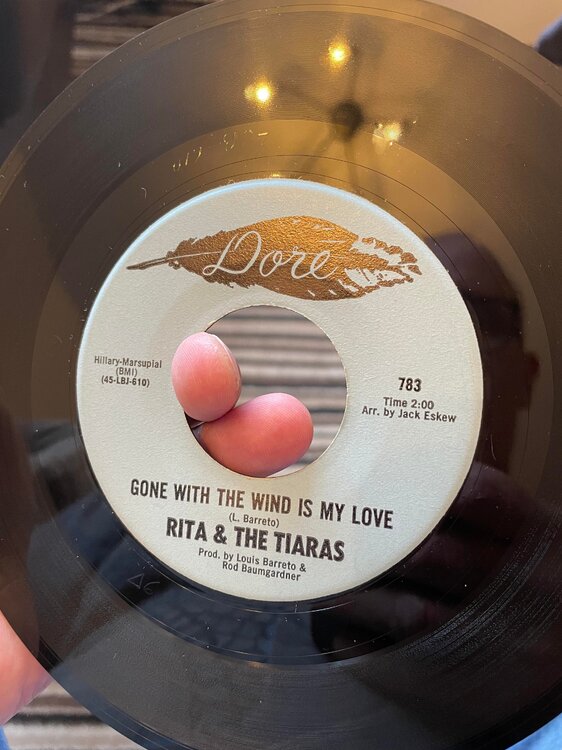 Doré
Hillary-Marsupial
(BMI)
(45-LBJ-610)
783
Time 2:00
Arr. by Jack Eskew
GONE WITH THE WIND IS MY LOVE
(L. Barreto)
RITA & THE TIARAS
Prod. by Louis Barreto &
Rod Baumgardner